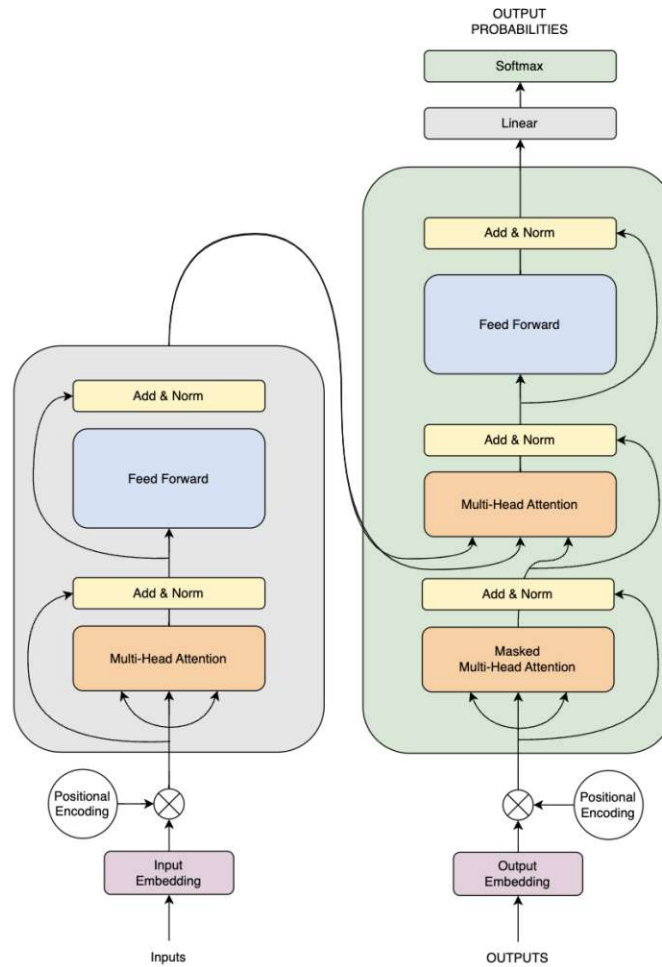 OUTPUT
PROBABILITIES
Softmax
Linear
Add & Norm
Feed Forward
Add & Norm
Multi-Head Attention
Add & Norm
Masked
Multi-Head Attention
Positional
Encoding
Output
Embedding
OUTPUTS
Add & Norm
Feed Forward
Add & Norm
Multi-Head Attention
Positional
Encoding
Input
Embedding
Inputs